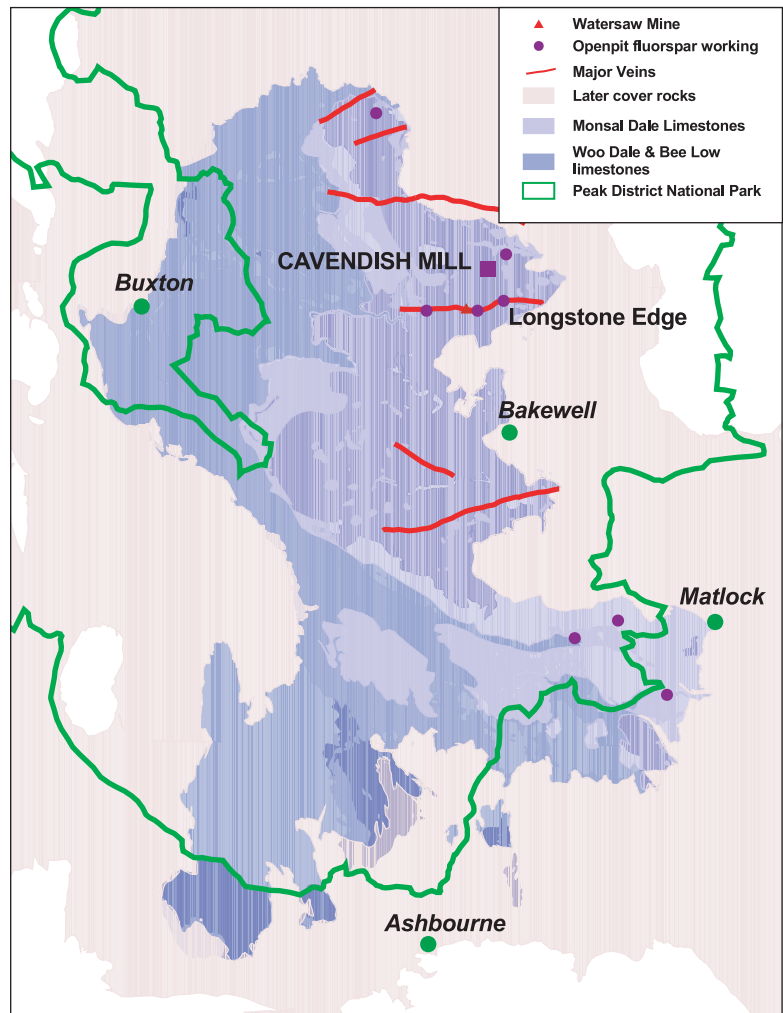 Watersaw Mine
Openpit fluorspar working
Major Veins
Later cover rocks
Monsal Dale Limestones
Woo Dale & Bee Low
limestones
Peak District National Park
CAVENDISH MILL
Buxton
Longstone Edge
Bakewell
Matlock
Ashbourne